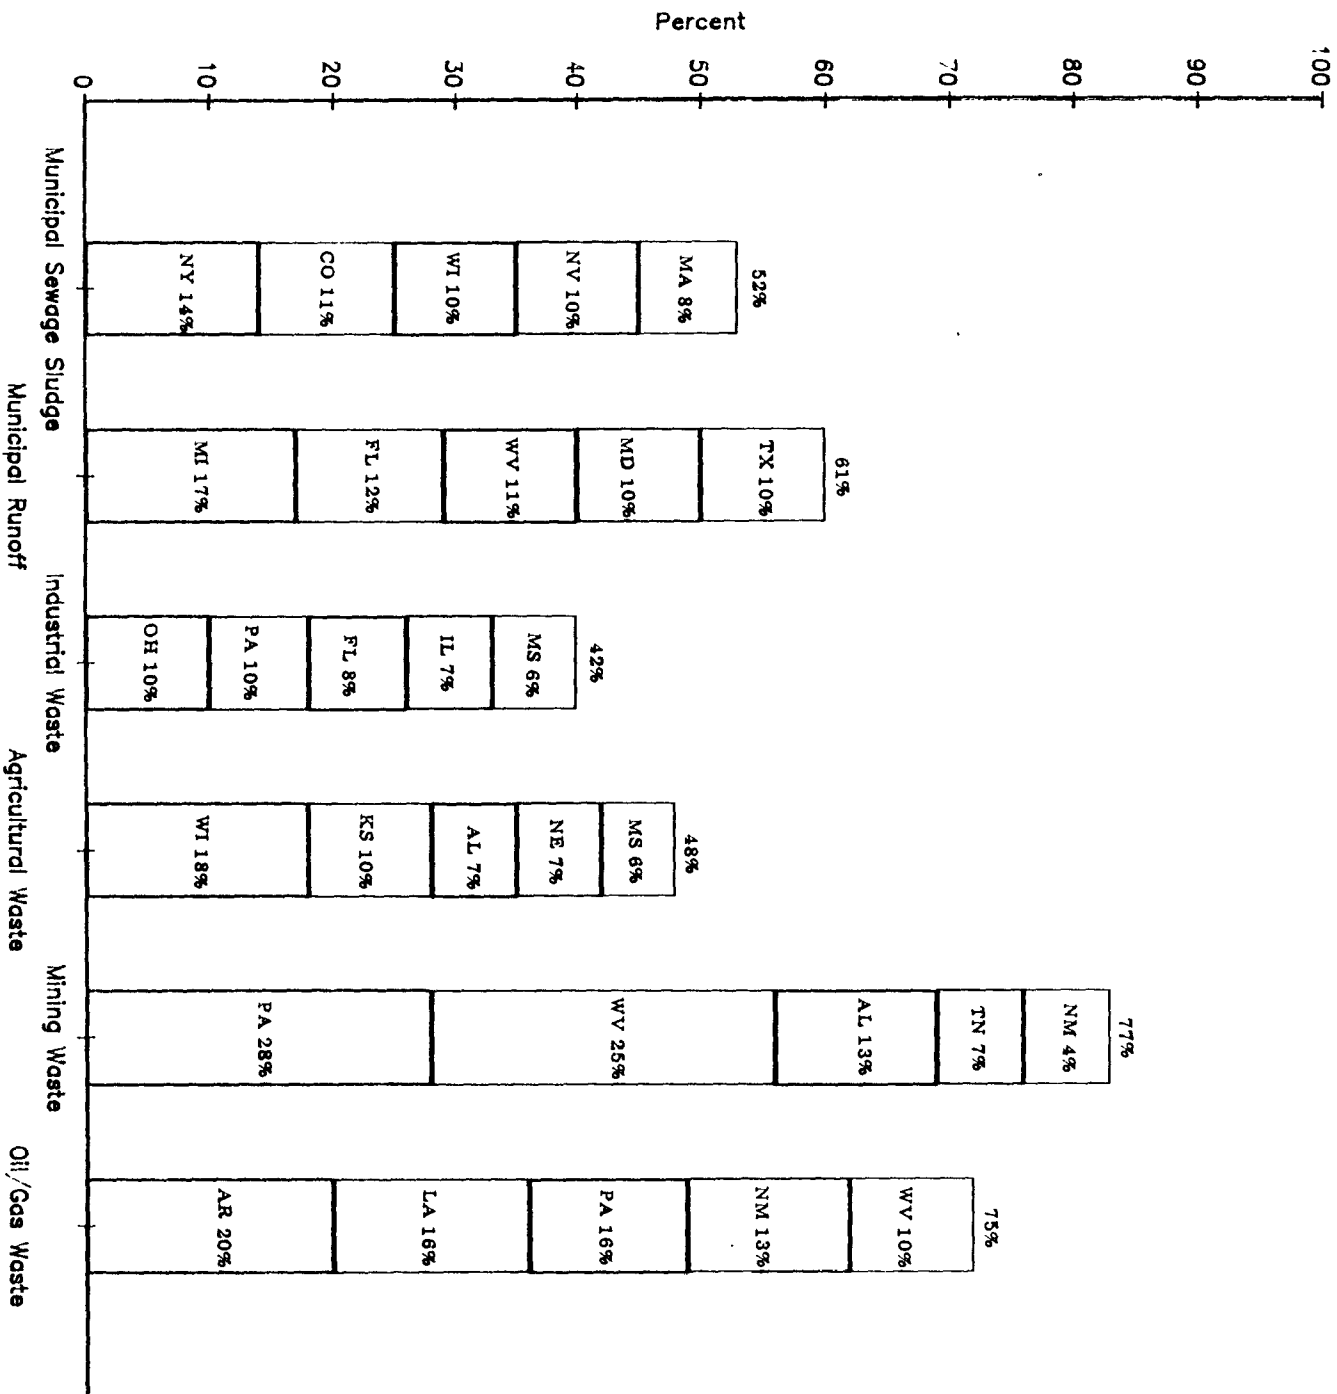 Percent
100
90
80
70
60
50
40
30
20
10
0
52%
MA 8%
NV 10%
WI 10%
CO 11%
NY 14%
61%
TX 10%
MD 10%
WV 11%
FL 12%
MI 17%
42%
MS 6%
IL 7%
FL 8%
PA 10%
OH 10%
48%
MS 6%
NE 7%
AL 7%
KS 10%
WI 18%
77%
NM 4%
TN 7%
AL 13%
WV 25%
PA 28%
75%
WV 10%
NM 13%
PA 16%
LA 16%
AR 20%
Municipal Sewage Sludge
Municipal Runoff
Industrial Waste
Agricultural Waste
Mining Waste
Oil/Gas Waste